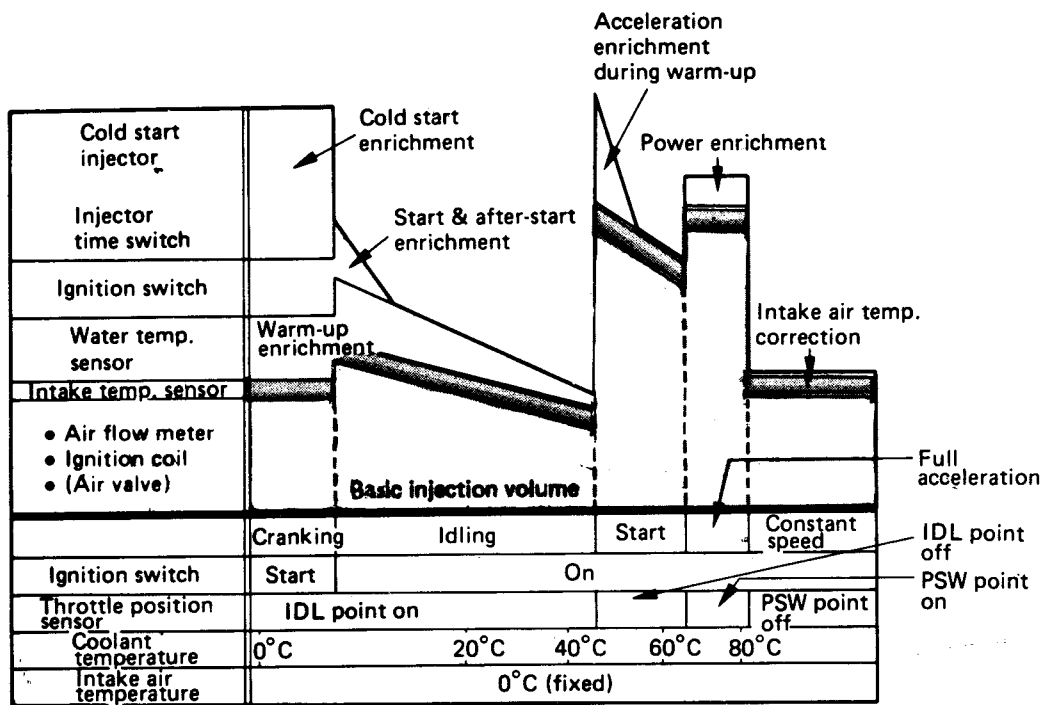 Acceleration
enrichment
during warm-up
Cold start
injector
Cold start
enrichment
Power enrichment
Injector
time switch
Start & after-start
enrichment
Ignition switch
Water temp.
sensor
Warm-up
enrichment
Intake air temp.
correction
Intake temp. sensor
• Air flow meter
• Ignition coil
• (Air valve)
Basic injection volume
Full
acceleration
Cranking
Idling
Start
Constant
speed
IDL point
off
Ignition switch
Start
On
PSW point
on
Throttle position
sensor
IDL point on
PSW point
off
Coolant
temperature
0°C 20°C 40°C 60°C 80°C
Intake air
temperature
0°C (fixed)